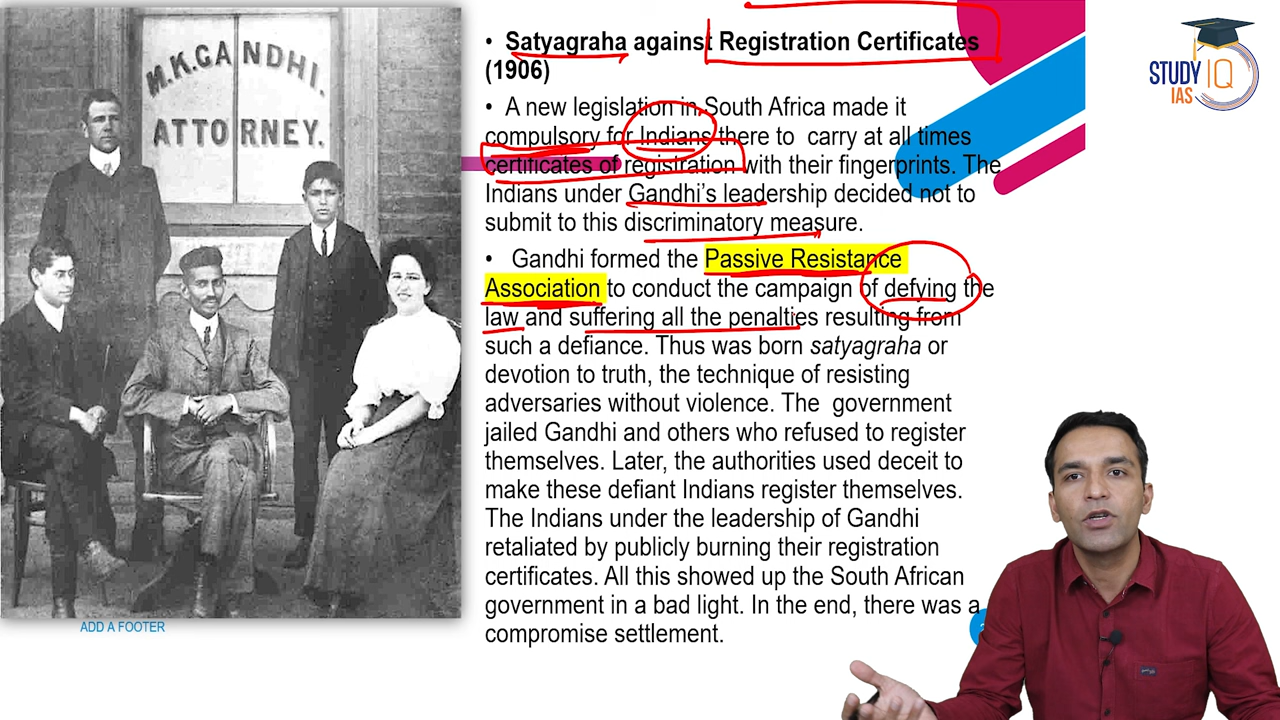 M.K.GANDHI.
ATTORNEY.
• Satyagraha against Registration Certificates
(1906)
• A new legislation in South Africa made it
compulsory for Indians there to carry at all times
certificates of registration with their fingerprints. The
Indians under Gandhi's leadership decided not to
submit to this discriminatory measure.
• Gandhi formed the Passive Resistance
Association to conduct the campaign of defying the
law and suffering all the penalties resulting from
such a defiance. Thus was born satyagraha or
devotion to truth, the technique of resisting
adversaries without violence. The government
jailed Gandhi and others who refused to register
themselves. Later, the authorities used deceit to
make these defiant Indians register themselves.
The Indians under the leadership of Gandhi
retaliated by publicly burning their registration
certificates. All this showed up the South African
government in a bad light. In the end, there was a
compromise settlement.
ADD A FOOTER
STUDY IQ
IAS